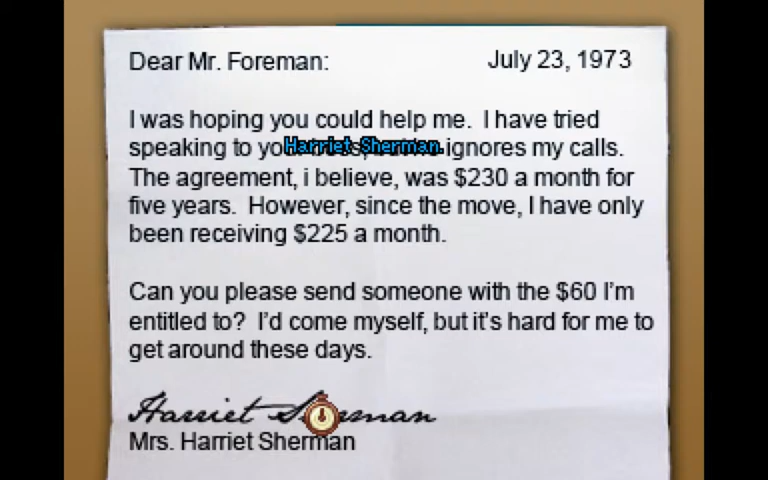 Dear Mr. Foreman: July 23, 1973
I was hoping you could help me. I have tried
speaking to Harriet Sherman. ignores my calls.
The agreement, i believe, was $230 a month for
five years. However, since the move, I have only
been receiving $225 a month.
Can you please send someone with the $60 I'm
entitled to? I'd come myself, but it's hard for me to
get around these days.
Harriet Sherman
Mrs. Harriet Sherman